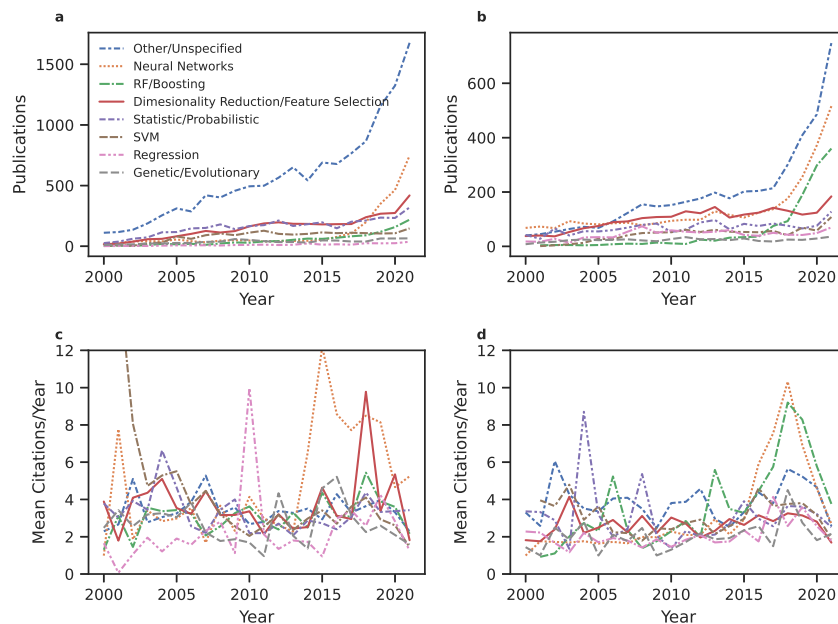 a
Publications
1500
1000
500
0
Other/Unspecified
Neural Networks
RF/Boosting
Dimesionality Reduction/Feature Selection
Statistic/Probabilistic
SVM
Regression
Genetic/Evolutionary
2000 2005 2010 2015 2020
Year
b
Publications
600
400
200
0
2000 2005 2010 2015 2020
Year
c
Mean Citations/Year
12
10
8
6
4
2
0
2000 2005 2010 2015 2020
Year
d
Mean Citations/Year
12
10
8
6
4
2
0
2000 2005 2010 2015 2020
Year